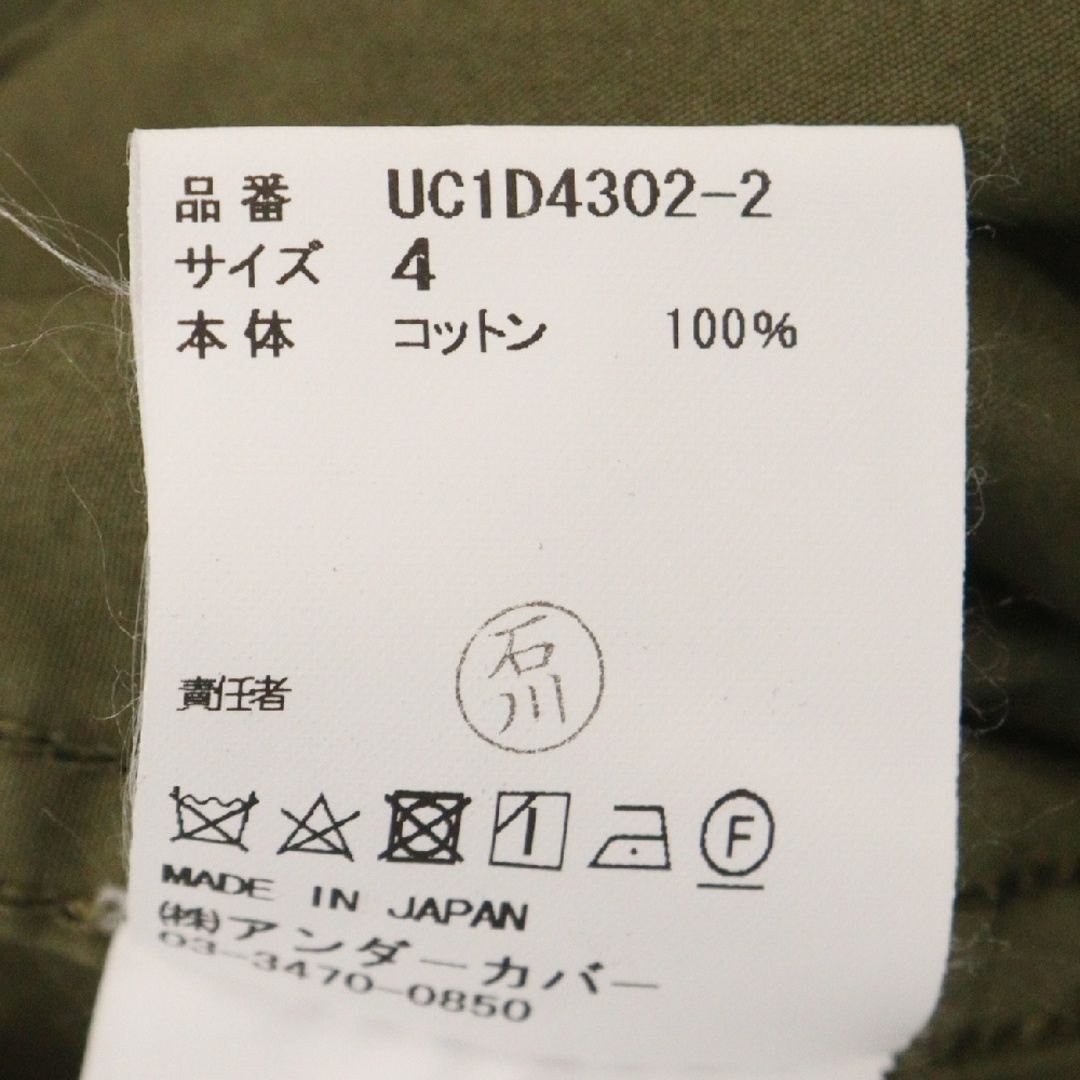 品番 UC1D4302-2
サイズ 4
本体 コットン 100%
石川
責任者
F
MADE IN JAPAN
㈱アンダーカバー
03-3470-0850